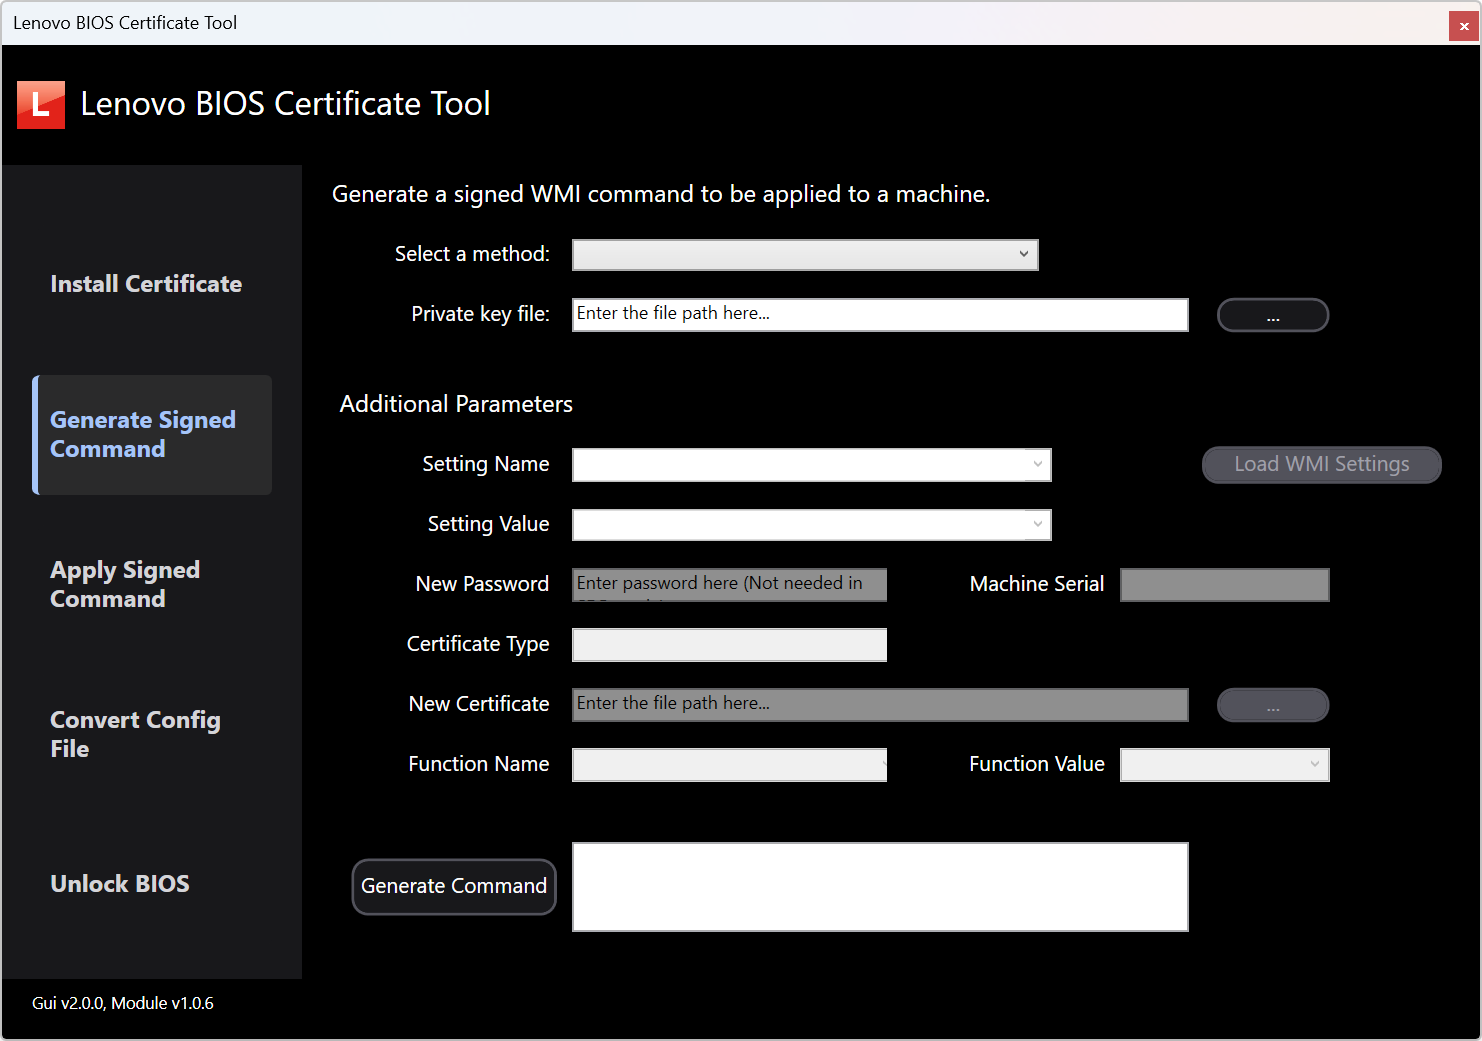 Lenovo BIOS Certificate Tool
x
L Lenovo BIOS Certificate Tool
Install Certificate
Generate Signed
Command
Apply Signed
Command
Convert Config
File
Unlock BIOS
Gui v2.0.0, Module v1.0.6
Generate a signed WMI command to be applied to a machine.
Select a method:
Private key file: Enter the file path here... ...
Additional Parameters
Setting Name Load WMI Settings
Setting Value
New Password Enter password here (Not needed in Machine Serial
Certificate Type
New Certificate Enter the file path here... ...
Function Name Function Value
Generate Command